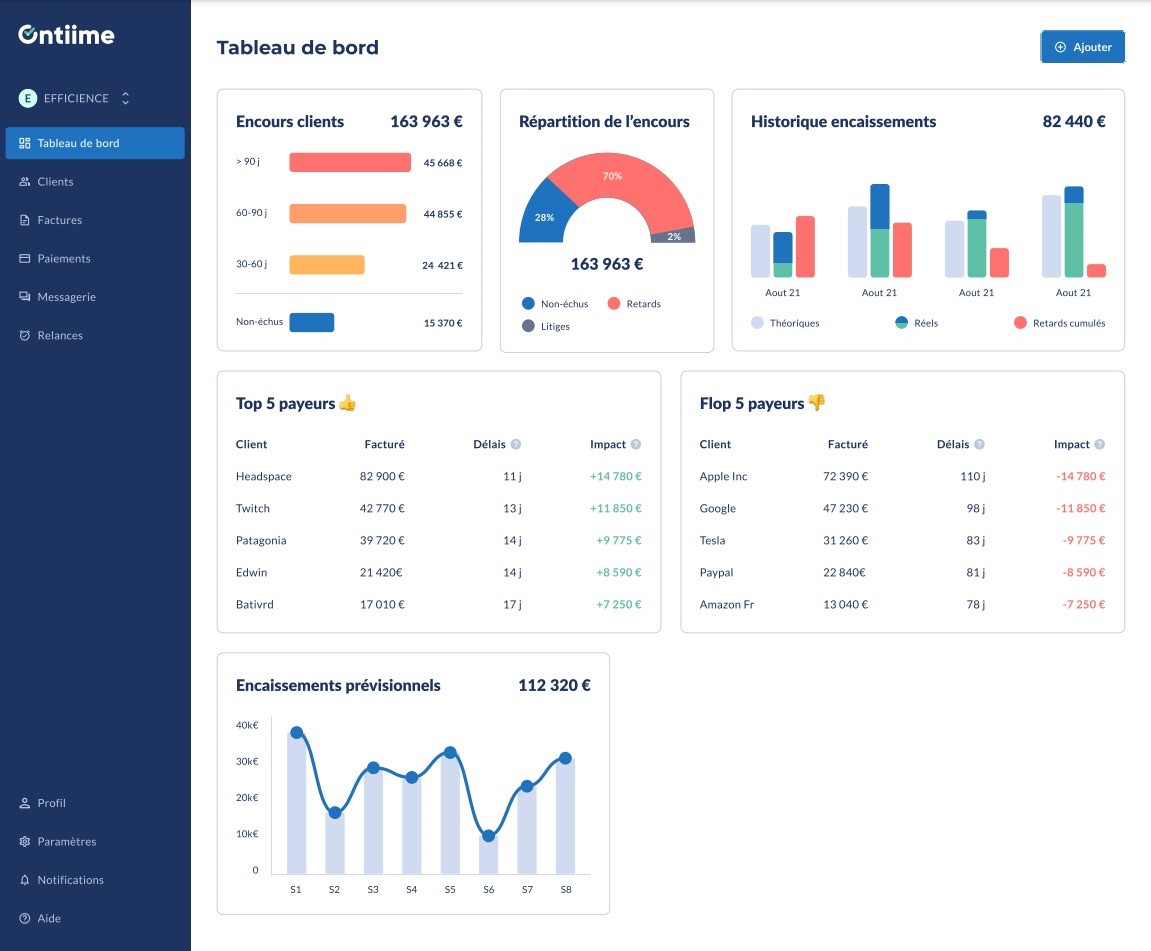 Ontiime
E EFFICIENCE
Tableau de bord
Clients
Factures
Paiements
Messagerie
Relances
Profil
Paramètres
Notifications
Aide
Tableau de bord
Ajouter
Encours clients 163 963 €
> 90 j 45 668 €
60-90 j 44 855 €
30-60 j 24 421 €
Non-échus 15 370 €
Répartition de l’encours
70%
28%
2%
163 963 €
Non-échus Retards
Litiges
Historique encaissements 82 440 €
Aout 21 Aout 21 Aout 21 Aout 21
Théoriques Réels Retards cumulés
Top 5 payeurs 👍
Client Facturé Délais ? Impact ?
Headspace 82 900 € 11 j +14 780 €
Twitch 42 770 € 13 j +11 850 €
Patagonia 39 720 € 14 j +9 775 €
Edwin 21 420€ 14 j +8 590 €
Bativrd 17 010 € 17 j +7 250 €
Flop 5 payeurs 👎
Client Facturé Délais ? Impact ?
Apple Inc 72 390 € 110 j -14 780 €
Google 47 230 € 98 j -11 850 €
Tesla 31 260 € 83 j -9 775 €
Paypal 22 840€ 81 j -8 590 €
Amazon Fr 13 040 € 78 j -7 250 €
Encaissements prévisionnels 112 320 €
40k€
30k€
20k€
10k€
0
S1 S2 S3 S4 S5 S6 S7 S8